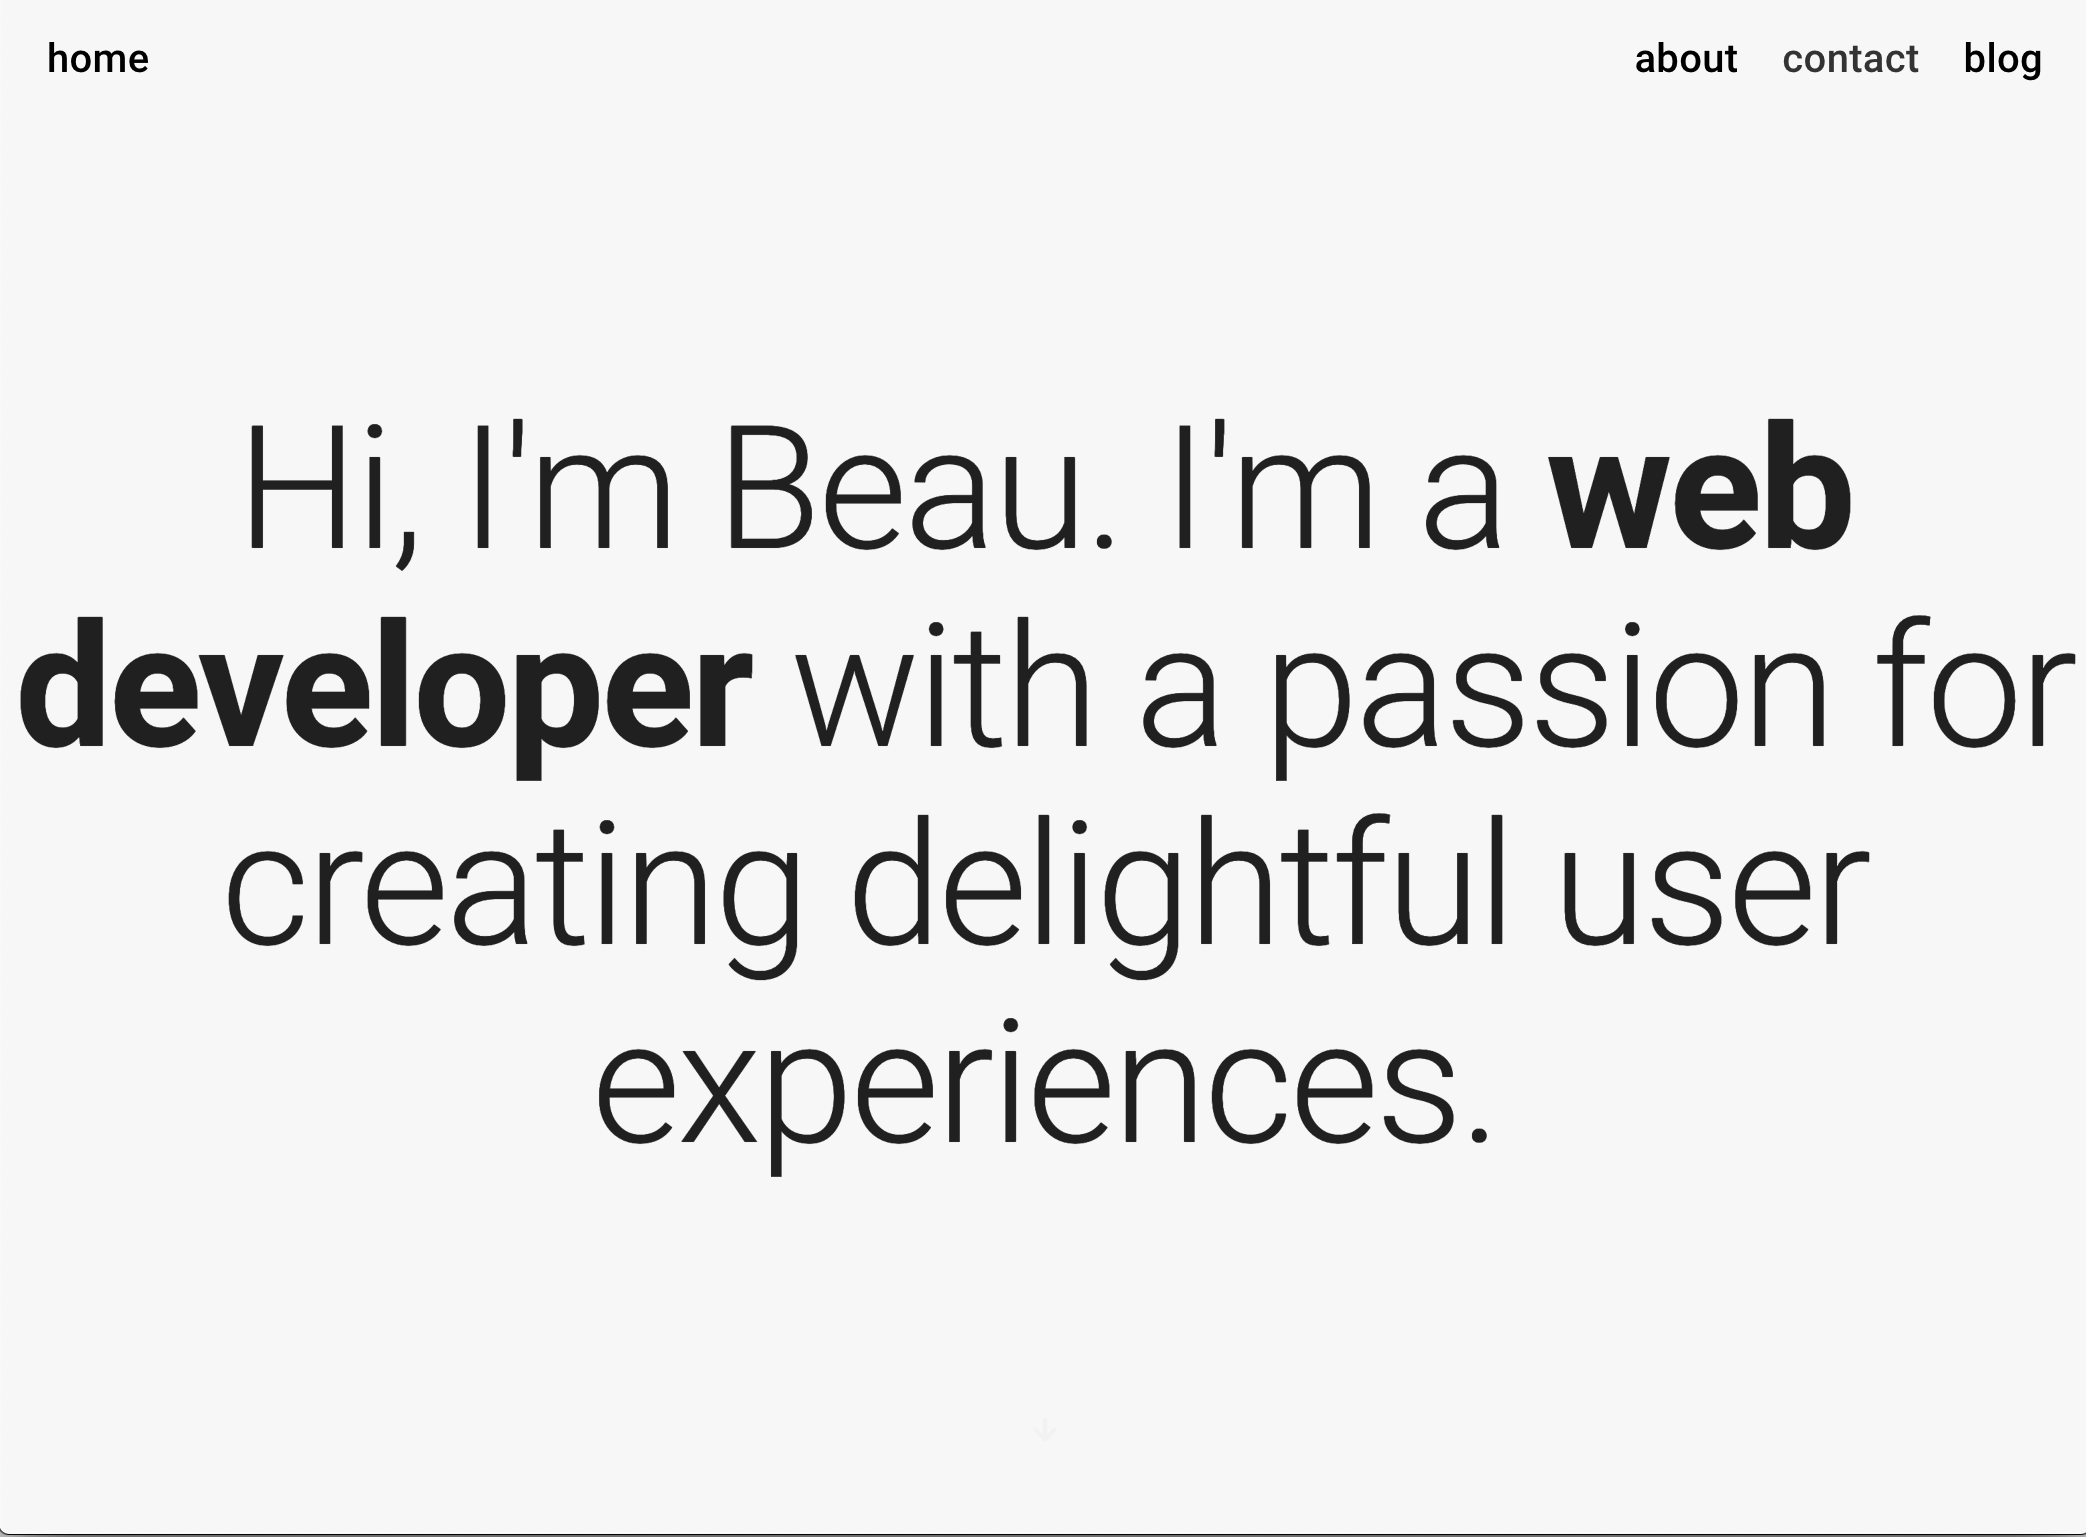 home about contact blog
Hi, I'm Beau. I'm a web
developer with a passion for
creating delightful user
experiences.